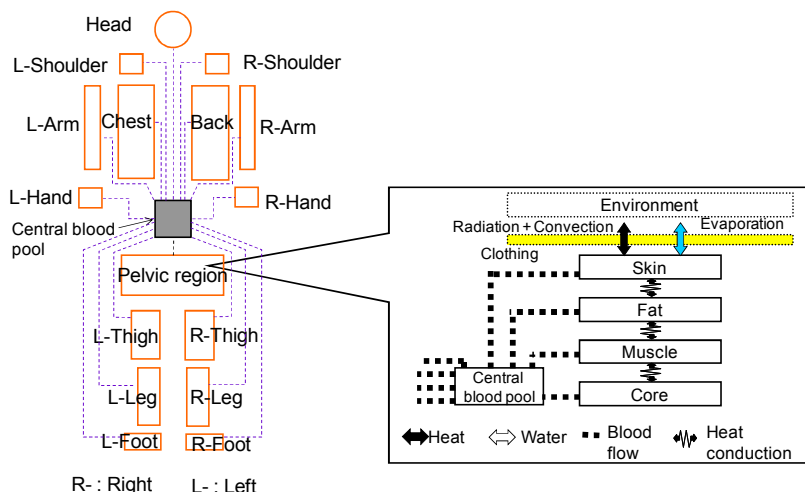 Head
L-Shoulder
R-Shoulder
L-Arm
Chest
Back
R-Arm
L-Hand
R-Hand
Central blood
pool
Pelvic region
L-Thigh
R-Thigh
L-Leg
R-Leg
L-Foot
R-Foot
R- : Right
L- : Left
Environment
Radiation + Convection
Evaporation
Clothing
Skin
Fat
Muscle
Central
blood pool
Core
Heat
Water
Blood
flow
Heat
conduction